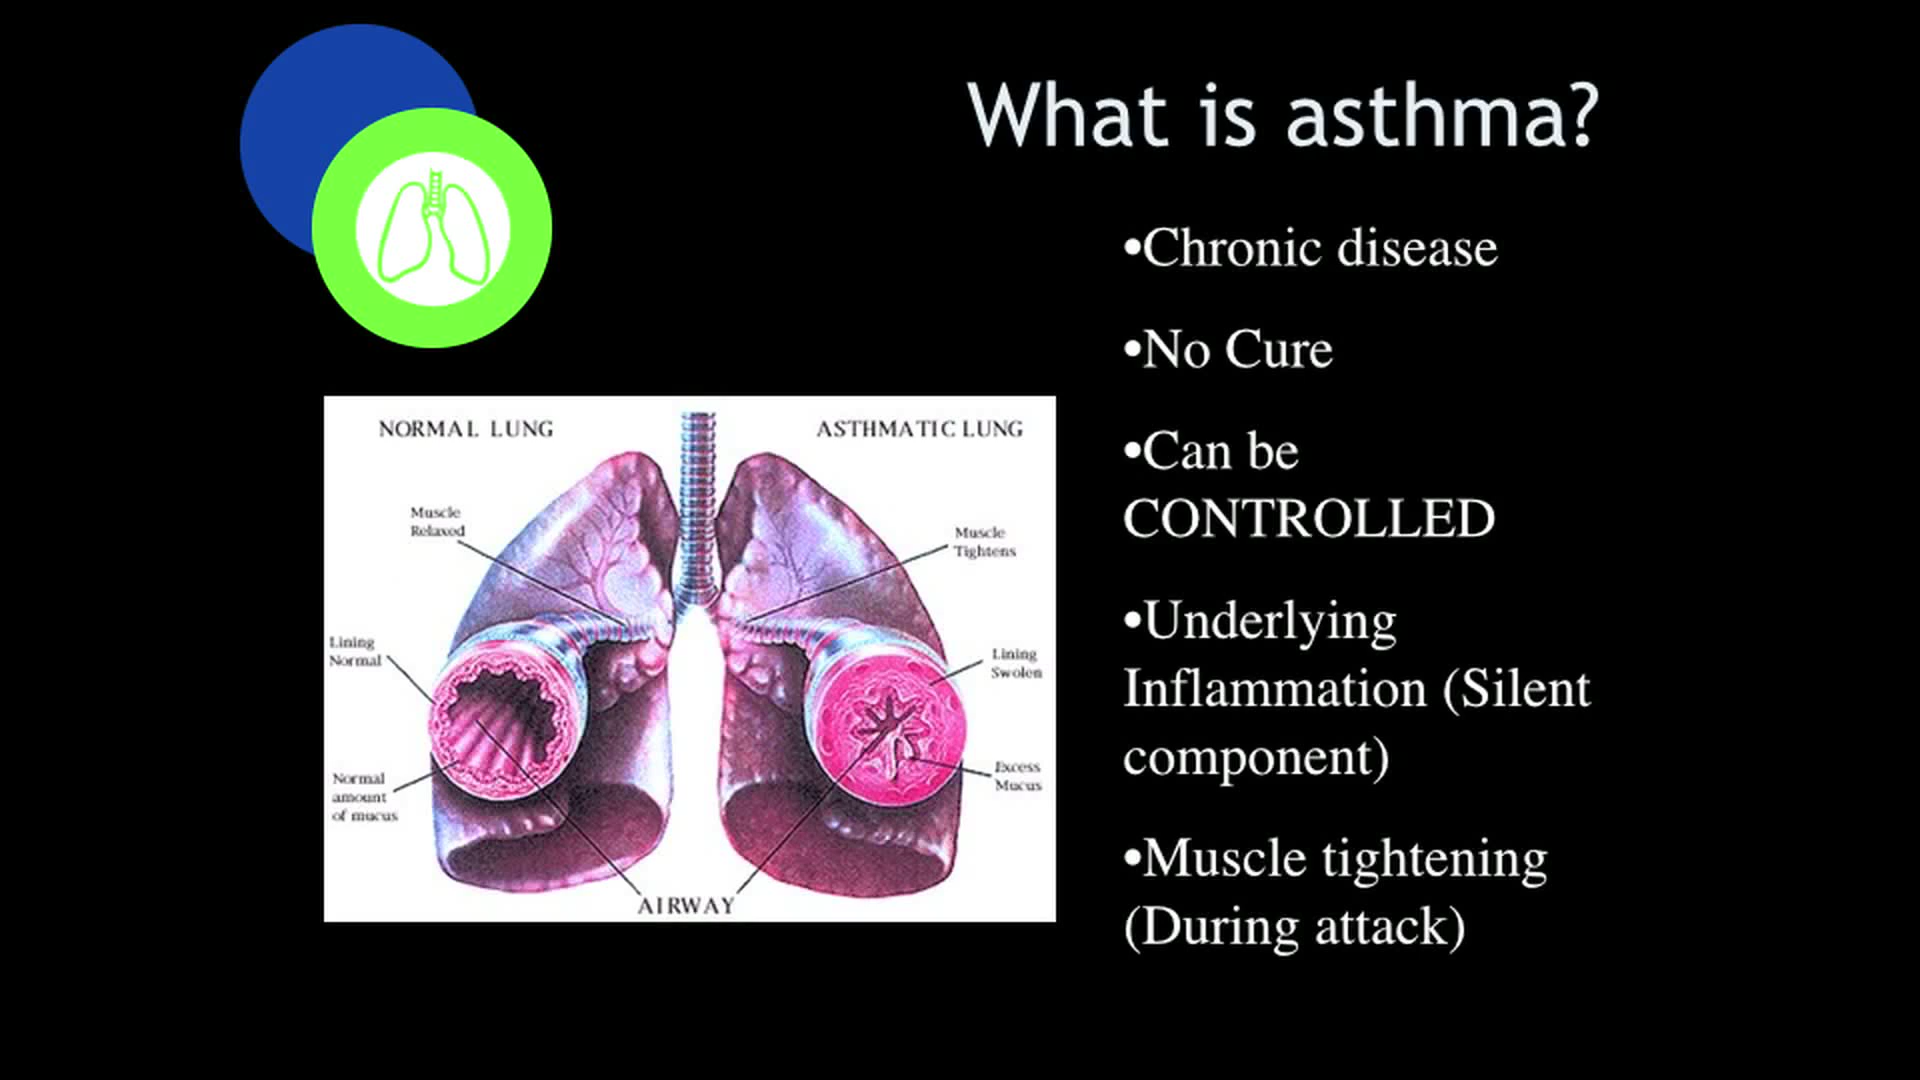 What is asthma?
•Chronic disease
•No Cure
•Can be
CONTROLLED
•Underlying
Inflammation (Silent
component)
•Muscle tightening
(During attack)
NORMAL LUNG
ASTHMATIC LUNG
Muscle
Relaxed
Muscle
Tightens
Lining
Normal
Lining
Swolen
Normal
amount
of mucus
Excess
Mucus
AIRWAY